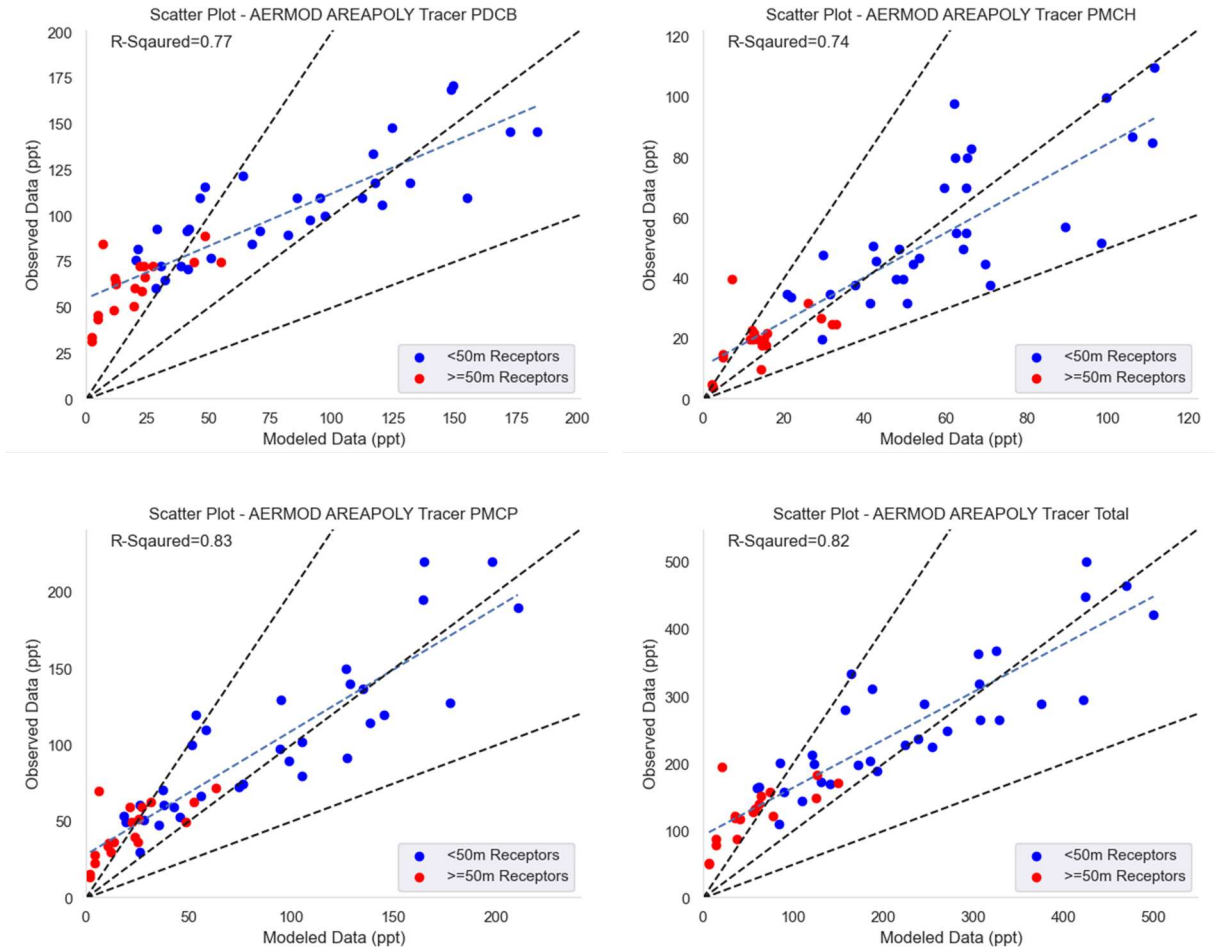 Scatter Plot - AERMOD AREAPOLY Tracer PDCB
R-Sqaured=0.77
Observed Data (ppt)
200
175
150
125
100
75
50
25
0
<50m Receptors
>=50m Receptors
0 25 50 75 100 125 150 175 200
Modeled Data (ppt)
Scatter Plot - AERMOD AREAPOLY Tracer PMCH
R-Sqaured=0.74
Observed Data (ppt)
120
100
80
60
40
20
0
<50m Receptors
>=50m Receptors
0 20 40 60 80 100 120
Modeled Data (ppt)
Scatter Plot - AERMOD AREAPOLY Tracer PMCP
R-Sqaured=0.83
Observed Data (ppt)
200
150
100
50
0
<50m Receptors
>=50m Receptors
0 50 100 150 200
Modeled Data (ppt)
Scatter Plot - AERMOD AREAPOLY Tracer Total
R-Sqaured=0.82
Observed Data (ppt)
500
400
300
200
100
0
<50m Receptors
>=50m Receptors
0 100 200 300 400 500
Modeled Data (ppt)